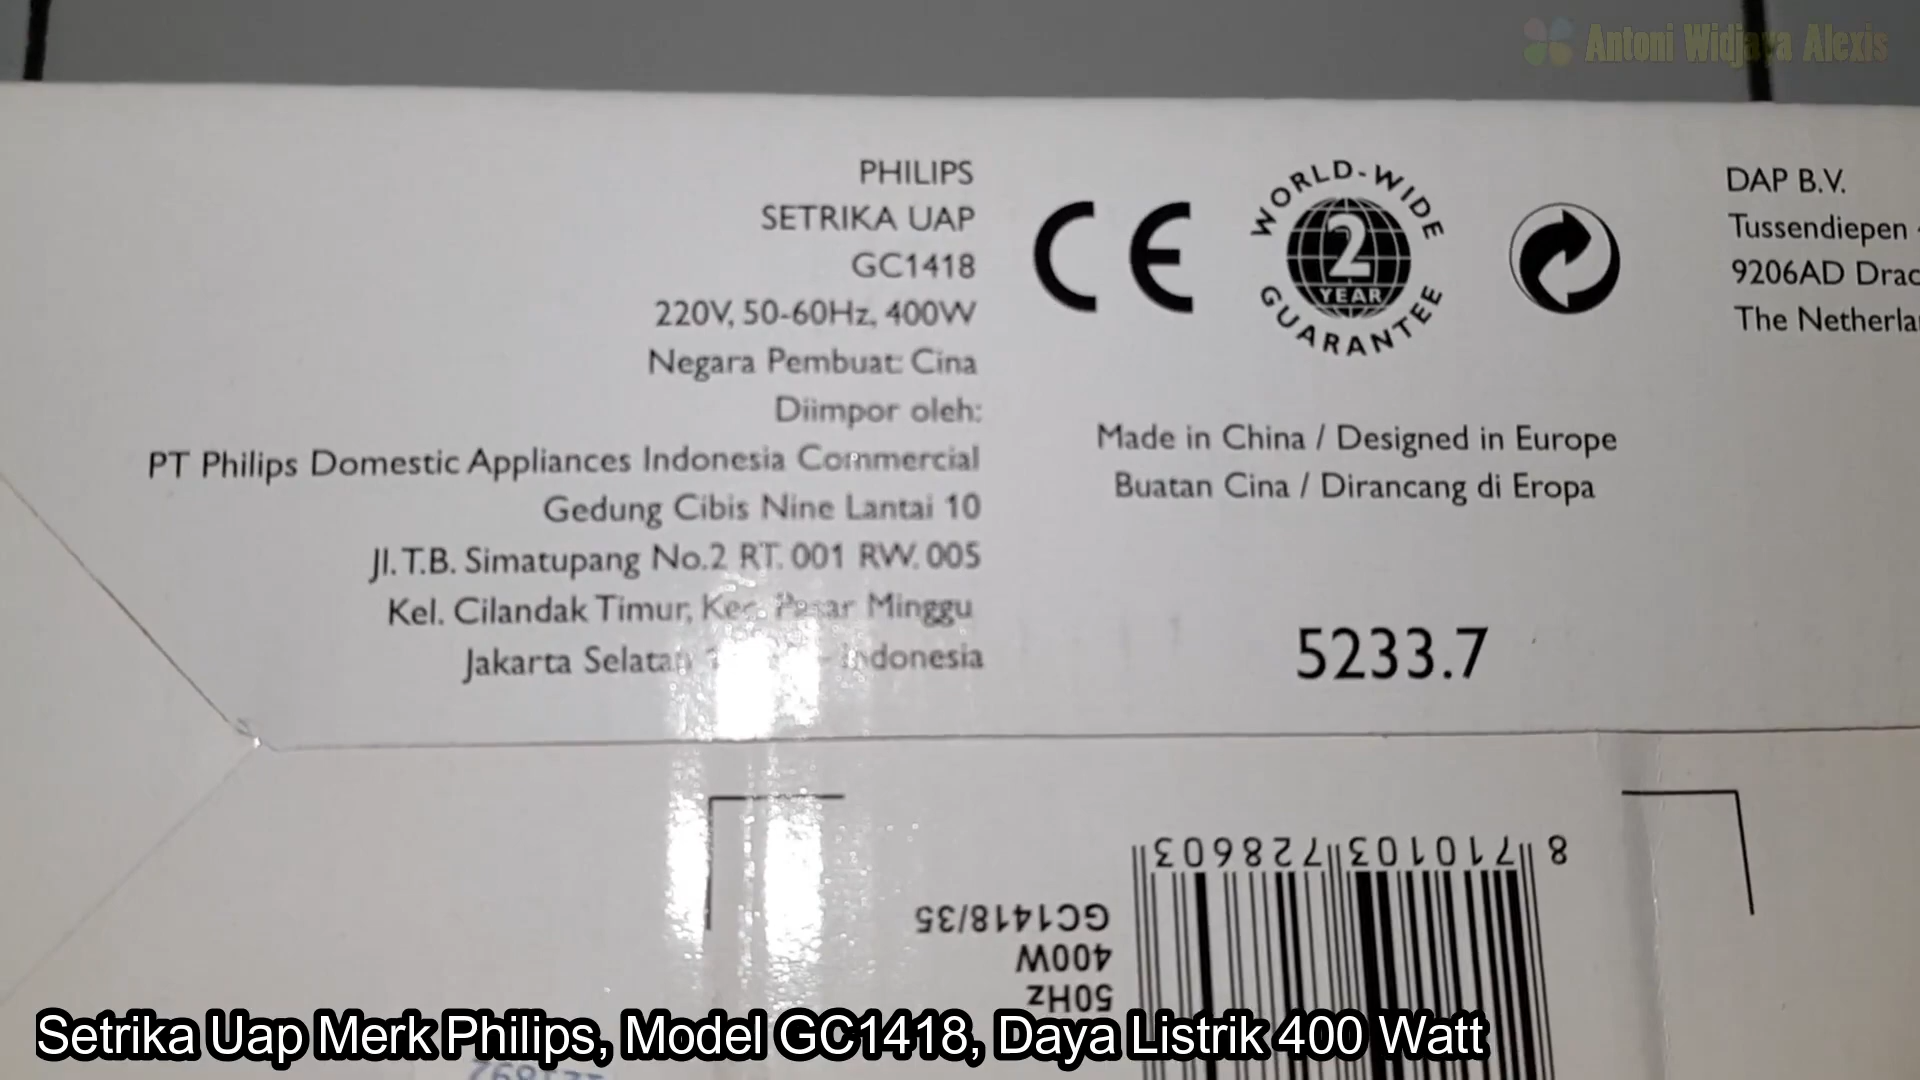 Antoni Widjaya Alexis
PHILIPS
SETRIKA UAP
GC1418
220V, 50-60Hz, 400W
Negara Pembuat: Cina
Diimpor oleh:
PT Philips Domestic Appliances Indonesia Commercial
Gedung Cibis Nine Lantai 10
Jl. T.B. Simatupang No.2 RT. 001 RW. 005
Kel. Cilandak Timur, Kec. Pasar Minggu
Jakarta Selatan Indonesia
CE
WORLD-WIDE
2
YEAR
GUARANTEE
DAP B.V.
Tussendiepen
9206AD
The
Made in China / Designed in Europe
Buatan Cina / Dirancang di Eropa
5233.7
8 710103 728603
GC1418/35
400W
50Hz
Setrika Uap Merk Philips, Model GC1418, Daya Listrik 400 Watt